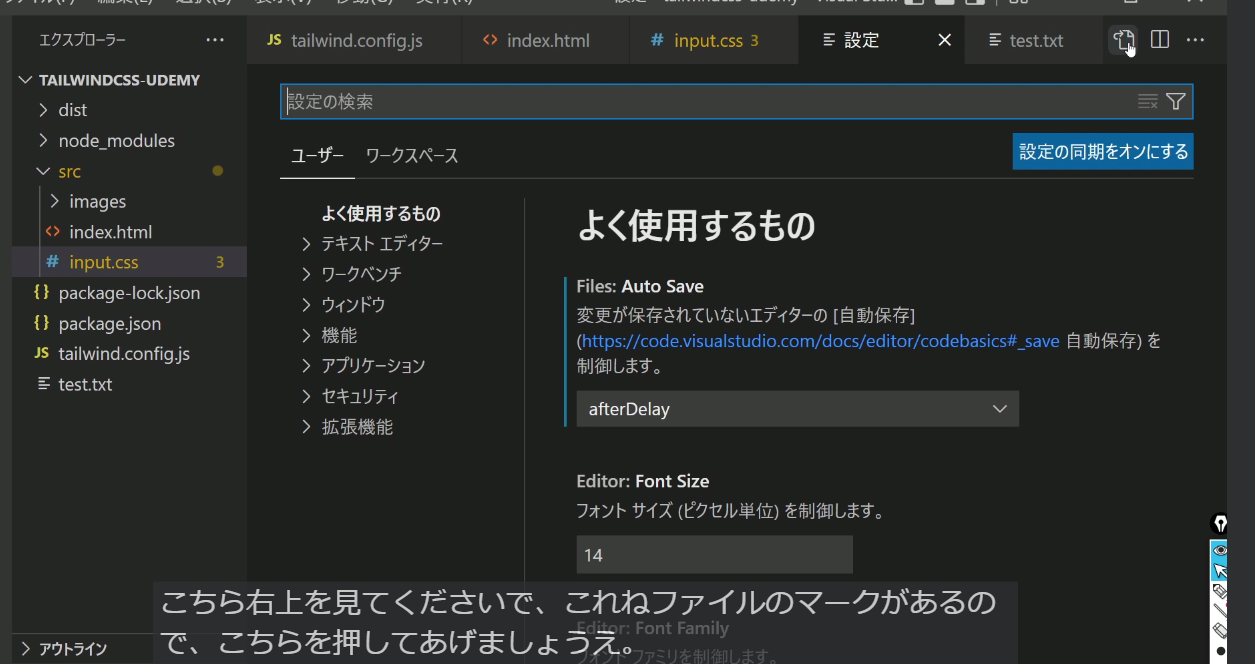 エクスプローラー
TAILWINDCSS-UDEMY
dist
node_modules
src
images
index.html
input.css 3
package-lock.json
package.json
JS tailwind.config.js
test.txt
アウトライン
JS tailwind.config.js
index.html
# input.css 3
設定
test.txt
設定の検索
ユーザー ワークスペース
設定の同期をオンにする
よく使用するもの
テキスト エディター
ワークベンチ
ウィンドウ
機能
アプリケーション
セキュリティ
拡張機能
よく使用するもの
Files: Auto Save
変更が保存されていないエディターの [自動保存]
(https://code.visualstudio.com/docs/editor/codebasics#_save 自動保存) を
制御します。
afterDelay
Editor: Font Size
フォント サイズ (ピクセル単位) を制御します。
14
Editor: Font Family
フォント ファミリを制御します。
こちら右上を見てくださいで、これねファイルのマークがあるの
で、こちらを押してあげましょうえ。